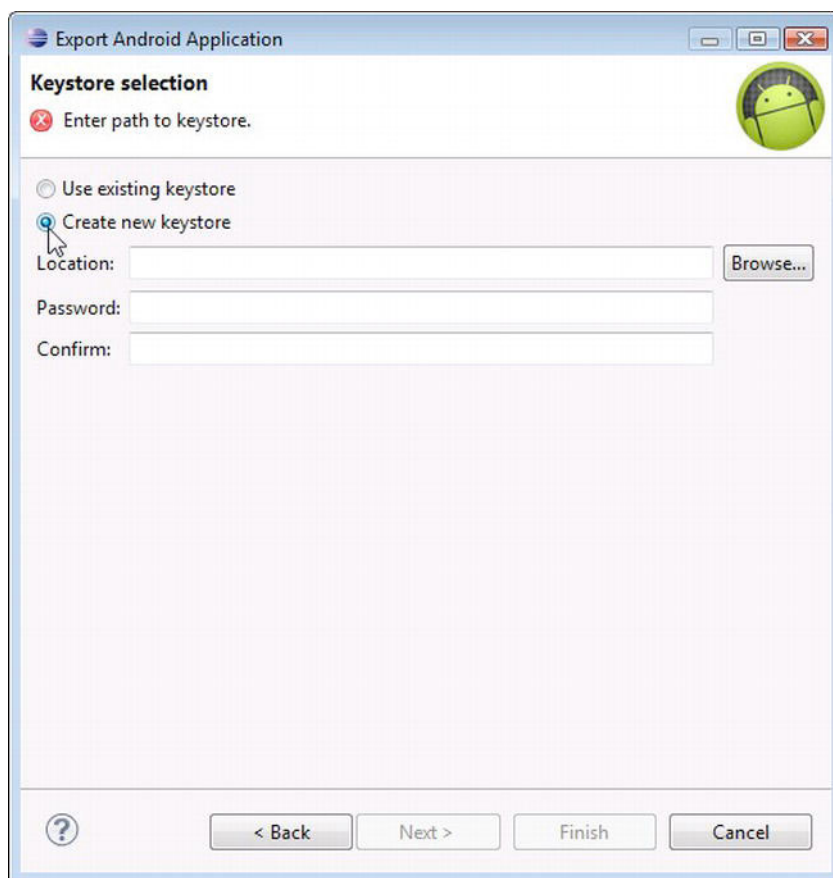 Export Android Application
Keystore selection
Enter path to keystore.
Use existing keystore
Create new keystore
Location:
Browse...
Password:
Confirm:
?
< Back
Next >
Finish
Cancel